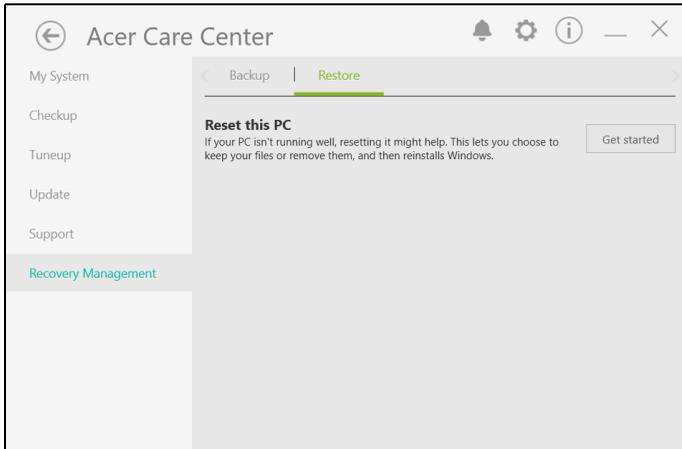 Acer Care Center
My System
Checkup
Tuneup
Update
Support
Recovery Management
Backup
Restore
Reset this PC
If your PC isn't running well, resetting it might help. This lets you choose to
keep your files or remove them, and then reinstalls Windows.
Get started